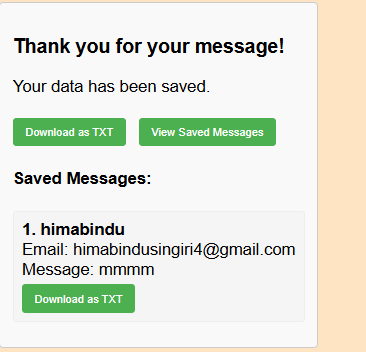 Thank you for your message!
Your data has been saved.
Download as TXT View Saved Messages
Saved Messages:
1. himabindu
Email: himabindusingiri4@gmail.com
Message: mmmm
Download as TXT